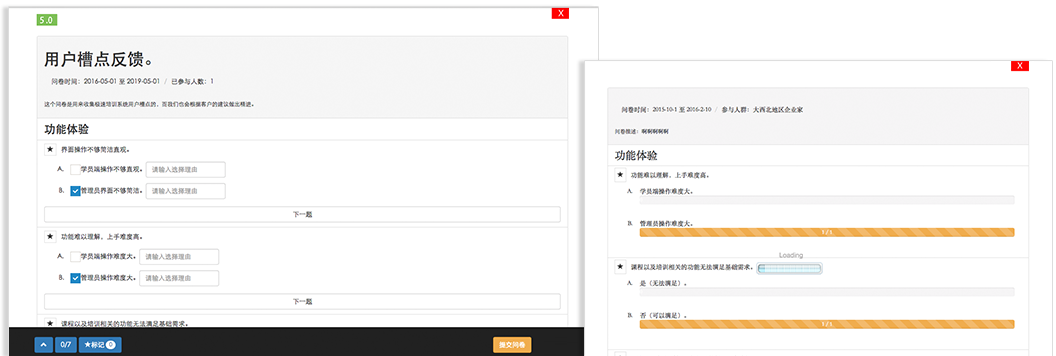 5.0
X
用户槽点反馈。
问卷时间：2016-05-01 至 2019-05-01 / 已参与人数：1
这个问卷是用来收集极速培训系统用户槽点的，而我们也会根据客户的建议做出精进。
功能体验
★ 界面操作不够简洁直观。
A. 学员端操作不够直观。 请输入选择理由
B. 管理员界面不够简洁。 请输入选择理由
下一题
★ 功能难以理解，上手难度高。
A. 学员端操作难度大。 请输入选择理由
B. 管理员操作难度大。 请输入选择理由
下一题
★ 课程以及培训相关的功能无法满足基础需求。
0/7
★标记 0
提交问卷
X
问卷时间：2015-10-1 至 2016-2-10 / 参与人群：大西北地区企业家
问卷描述：啊啊啊啊啊
功能体验
★ 功能难以理解，上手难度高。
A. 学员端操作难度大。
B. 管理员操作难度大。
1 / 1
Loading
★ 课程以及培训相关的功能无法满足基础需求。
A. 是（无法满足）。
B. 否（可以满足）。
1 / 1